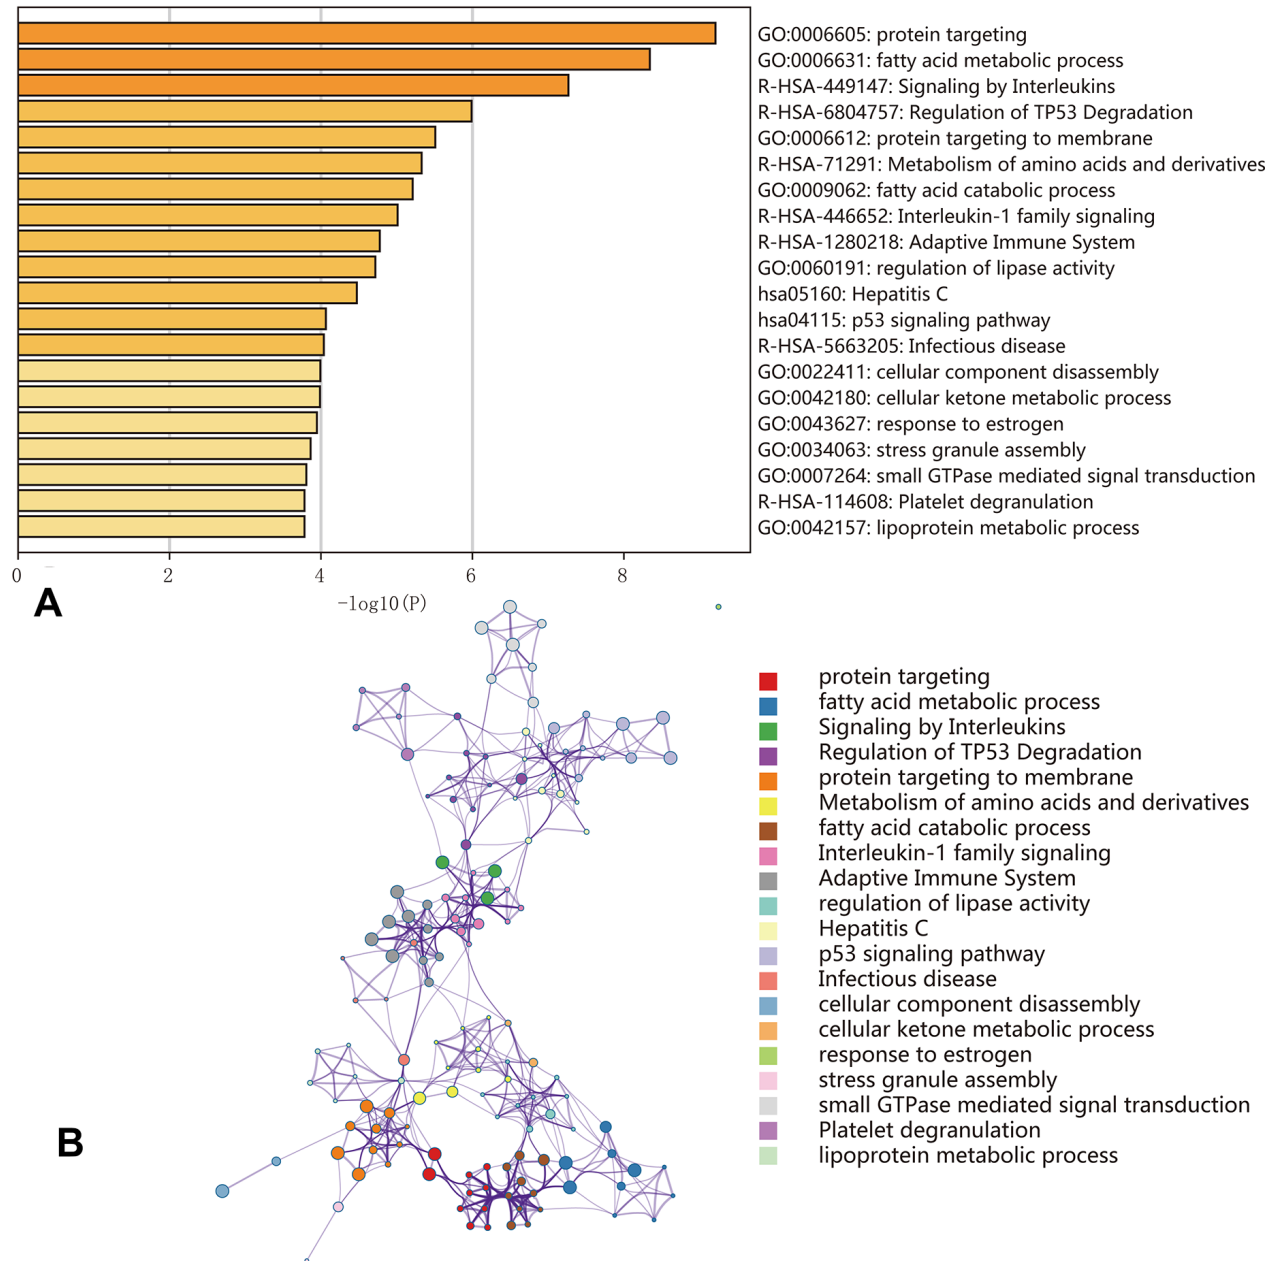 GO:0006605: protein targeting
GO:0006631: fatty acid metabolic process
R-HSA-449147: Signaling by Interleukins
R-HSA-6804757: Regulation of TP53 Degradation
GO:0006612: protein targeting to membrane
R-HSA-71291: Metabolism of amino acids and derivatives
GO:0009062: fatty acid catabolic process
R-HSA-446652: Interleukin-1 family signaling
R-HSA-1280218: Adaptive Immune System
GO:0060191: regulation of lipase activity
hsa05160: Hepatitis C
hsa04115: p53 signaling pathway
R-HSA-5663205: Infectious disease
GO:0022411: cellular component disassembly
GO:0042180: cellular ketone metabolic process
GO:0043627: response to estrogen
GO:0034063: stress granule assembly
GO:0007264: small GTPase mediated signal transduction
R-HSA-114608: Platelet degranulation
GO:0042157: lipoprotein metabolic process
0 2 4 6 8
-log10(P)
A
protein targeting
fatty acid metabolic process
Signaling by Interleukins
Regulation of TP53 Degradation
protein targeting to membrane
Metabolism of amino acids and derivatives
fatty acid catabolic process
Interleukin-1 family signaling
Adaptive Immune System
regulation of lipase activity
Hepatitis C
p53 signaling pathway
Infectious disease
cellular component disassembly
cellular ketone metabolic process
response to estrogen
stress granule assembly
small GTPase mediated signal transduction
Platelet degranulation
lipoprotein metabolic process
B